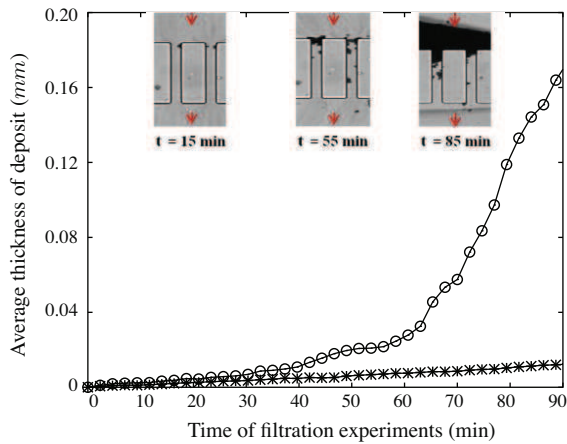 0.20
0.16
0.12
0.08
0.04
0
Average thickness of deposit (mm)
t = 15 min
t = 55 min
t = 85 min
0 10 20 30 40 50 60 70 80 90
Time of filtration experiments (min)